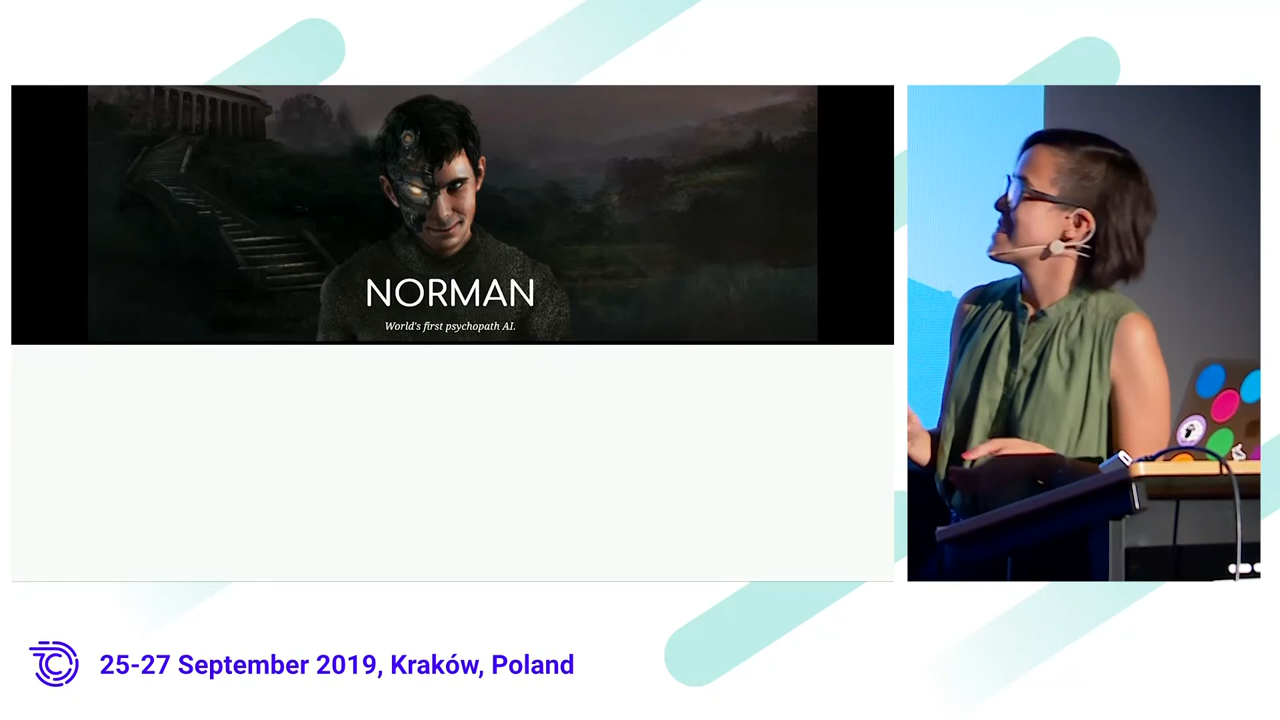 NORMAN
World's first psychopath AI.
25-27 September 2019, Kraków, Poland